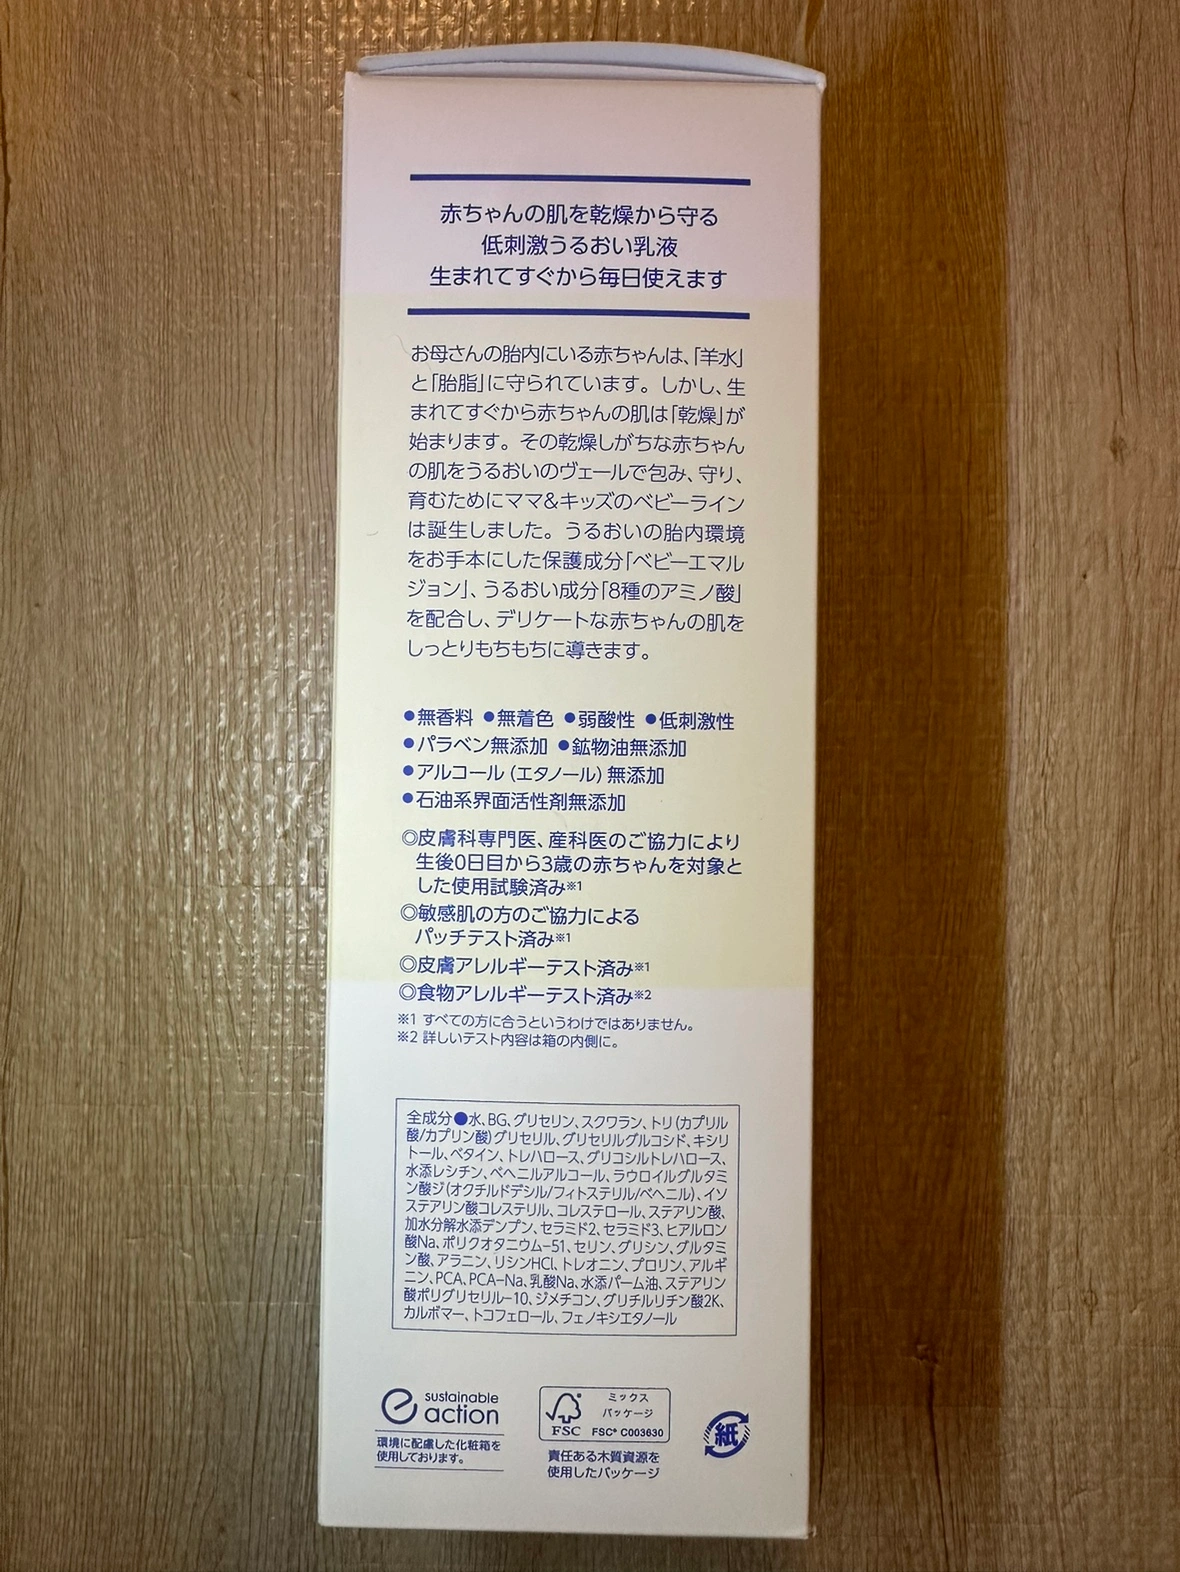 赤ちゃんの肌を乾燥から守る
低刺激うるおい乳液
生まれてすぐから毎日使えます
お母さんの胎内にいる赤ちゃんは、「羊水」
と「胎脂」に守られています。しかし、生
まれてすぐから赤ちゃんの肌は「乾燥」が
始まります。その乾燥しがちな赤ちゃん
の肌をうるおいのヴェールで包み、守り、
育むためにママ&キッズのベビーライン
は誕生しました。うるおいの胎内環境
をお手本にした保護成分「ベビーエマル
ジョン」、うるおい成分「8種のアミノ酸」
を配合し、デリケートな赤ちゃんの肌を
しっとりもちもちに導きます。
●無香料 ●無着色 ●弱酸性 ●低刺激性
●パラベン無添加 ●鉱物油無添加
●アルコール（エタノール）無添加
●石油系界面活性剤無添加
◎皮膚科専門医、産科医のご協力により
生後0日目から3歳の赤ちゃんを対象と
した使用試験済み※1
◎敏感肌の方のご協力による
パッチテスト済み※1
◎皮膚アレルギーテスト済み※1
◎食物アレルギーテスト済み※2
※1 すべての方に合うというわけではありません。
※2 詳しいテスト内容は箱の内側に。
全成分●水、BG、グリセリン、スクワラン、トリ（カプリル
酸/カプリン酸）グリセリル、グリセリルグルコシド、キシリ
トール、ベタイン、トレハロース、グリコシルトレハロース、
水添レシチン、ベヘニルアルコール、ラウロイルグルタミ
ン酸ジ（オクチルドデシル/フィトステリル/ベヘニル）、イソ
ステアリン酸コレステリル、コレステロール、ステアリン酸、
加水分解水添デンプン、セラミド2、セラミド3、ヒアルロン
酸Na、ポリクオタニウム-51、セリン、グリシン、グルタミ
ン酸、アラニン、リシンHCl、トレオニン、プロリン、アルギ
ニン、PCA、PCA-Na、乳酸Na、水添パーム油、ステアリン
酸ポリグリセリル-10、ジメチコン、グリチルリチン酸2K、
カルボマー、トコフェロール、フェノキシエタノール
sustainable
action
環境に配慮した化粧箱を
使用しております。
ミックス
パッケージ
FSC FSC® C003630
責任ある木質資源を
使用したパッケージ
紙